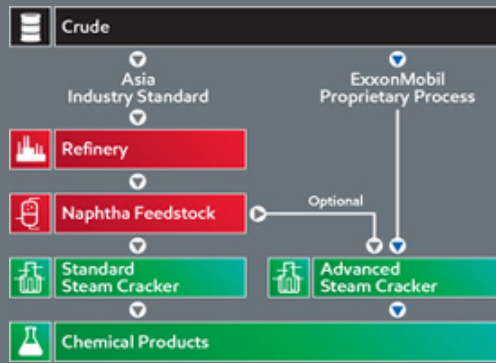 Crude
Asia
Industry Standard
ExxonMobil
Proprietary Process
Refinery
Naphtha Feedstock
Optional
Standard
Steam Cracker
Advanced
Steam Cracker
Chemical Products